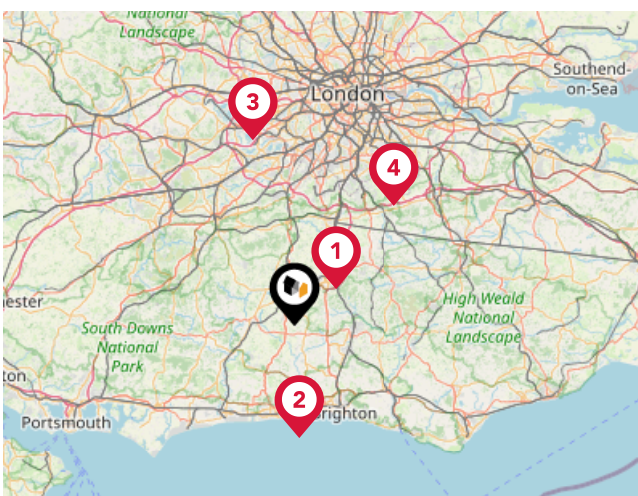 National
Landscape
London
Southend-
on-Sea
3
4
1
ester
High Weald
National
Landscape
South Downs
National
Park
ton
2
righton
Portsmouth